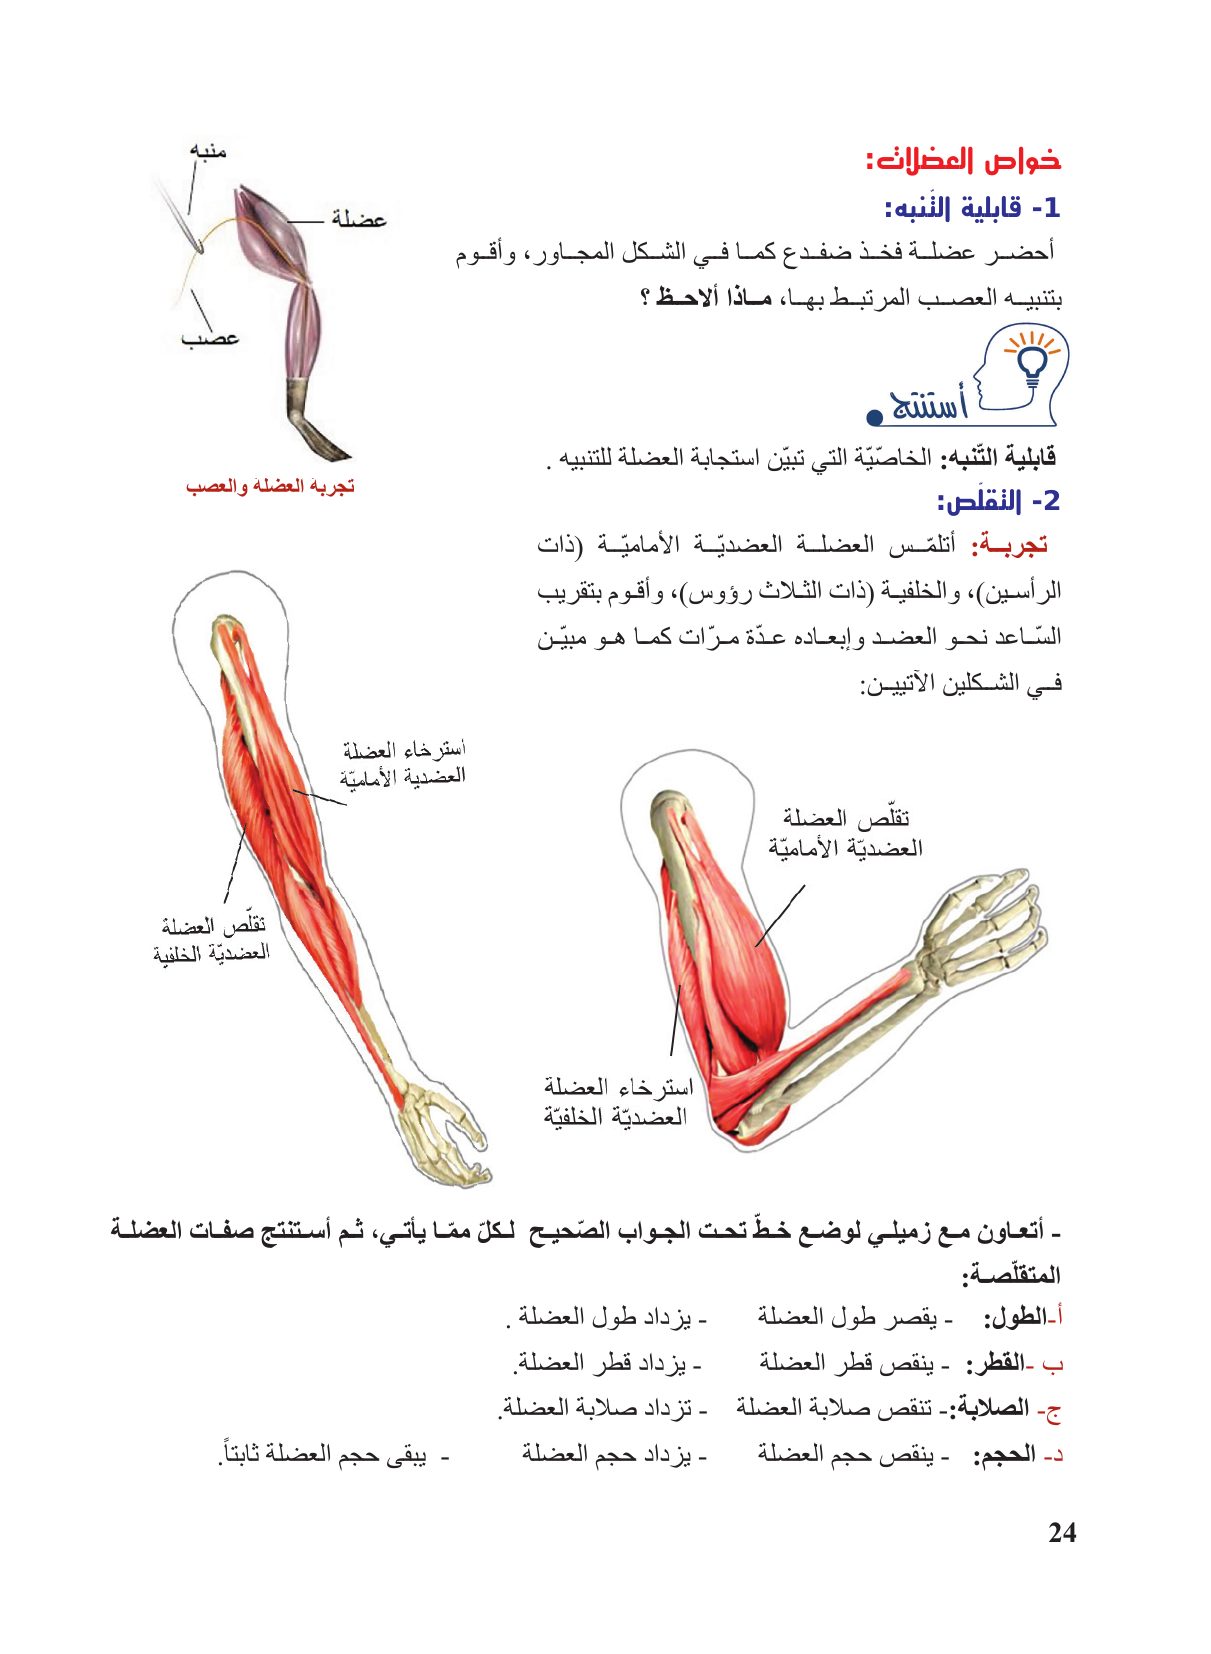 خواص العضلات:
1- قابلية التّنبه:
أحضر عضلة فخذ ضفدع كما في الشكل المجاور، وأقوم
بتنبيه العصب المرتبط بها، ماذا ألاحظ ؟
منبه
عضلة
عصب
تجربة العضلة والعصب
أستنتج
قابلية التّنبه: الخاصّيّة التي تبيّن استجابة العضلة للتنبيه .
2- التقلّص:
تجربة: أتلمّس العضلة العضديّة الأماميّة (ذات
الرأسين)، والخلفية (ذات الثلاث رؤوس)، وأقوم بتقريب
السّاعد نحو العضد وإبعاده عدّة مرّات كما هو مبيّن
في الشكلين الآتيين:
استرخاء العضلة
العضدية الأماميّة
تقلّص العضلة
العضديّة الخلفية
تقلّص العضلة
العضديّة الأماميّة
استرخاء العضلة
العضديّة الخلفيّة
- أتعاون مع زميلي لوضع خطّ تحت الجواب الصّحيح لكلّ ممّا يأتي، ثم أستنتج صفات العضلة
المتقلّصة:
أ-الطول: - يقصر طول العضلة - يزداد طول العضلة .
ب -القطر: - ينقص قطر العضلة - يزداد قطر العضلة.
ج- الصلابة:- تنقص صلابة العضلة - تزداد صلابة العضلة.
د- الحجم: - ينقص حجم العضلة - يزداد حجم العضلة - يبقى حجم العضلة ثابتاً.
24